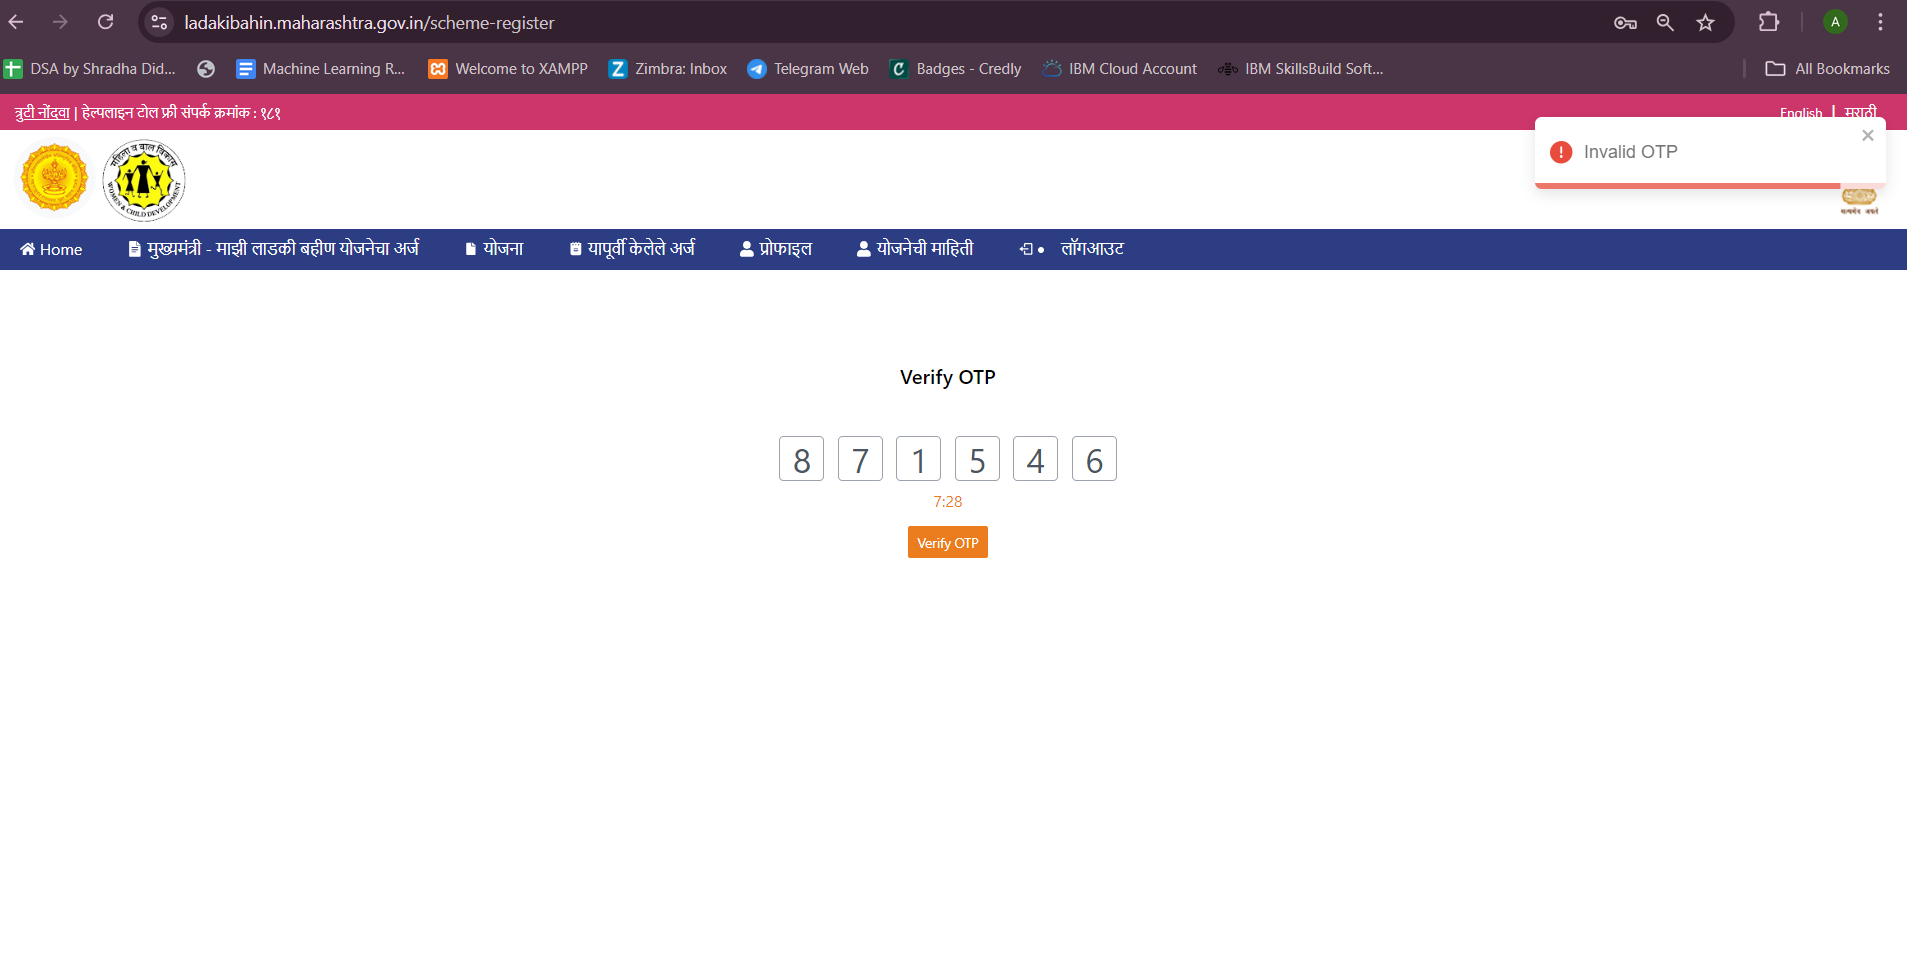 ladakibahin.maharashtra.gov.in/scheme-register
A
DSA by Shradha Did...
Machine Learning R...
Welcome to XAMPP
Zimbra: Inbox
Telegram Web
Badges - Credly
IBM Cloud Account
IBM SkillsBuild Soft...
All Bookmarks
त्रुटी नोंदवा | हेल्पलाइन टोल फ्री संपर्क क्रमांक : १८१
English | मराठी
महिला व बाल विकास
WOMEN & CHILD DEVELOPMENT
Invalid OTP
सत्यमेव जयते
Home
मुख्यमंत्री - माझी लाडकी बहीण योजनेचा अर्ज
योजना
यापूर्वी केलेले अर्ज
प्रोफाइल
योजनेची माहिती
लॉगआउट
Verify OTP
8 7 1 5 4 6
7:28
Verify OTP